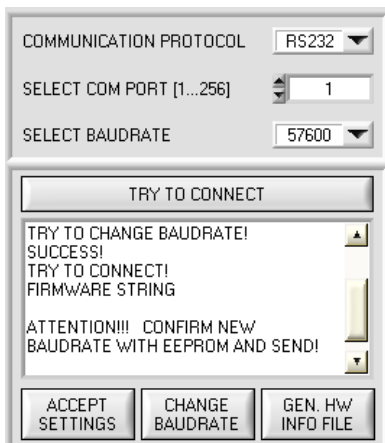 COMMUNICATION PROTOCOL RS232
SELECT COM PORT [1...256] 1
SELECT BAUDRATE 57600
TRY TO CONNECT
TRY TO CHANGE BAUDRATE!
SUCCESS!
TRY TO CONNECT!
FIRMWARE STRING
ATTENTION!!! CONFIRM NEW
BAUDRATE WITH EEPROM AND SEND!
ACCEPT
SETTINGS
CHANGE
BAUDRATE
GEN. HW
INFO FILE